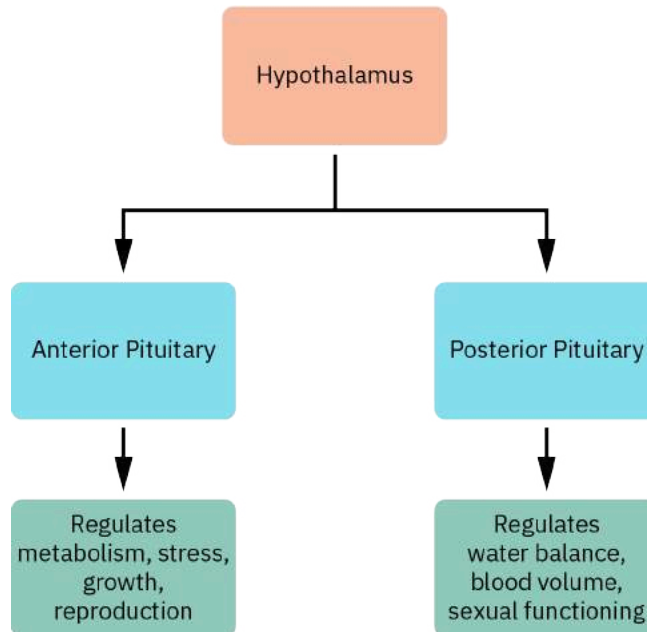 Hypothalamus
Anterior Pituitary
Posterior Pituitary
Regulates
metabolism, stress,
growth,
reproduction
Regulates
water balance,
blood volume,
sexual functioning